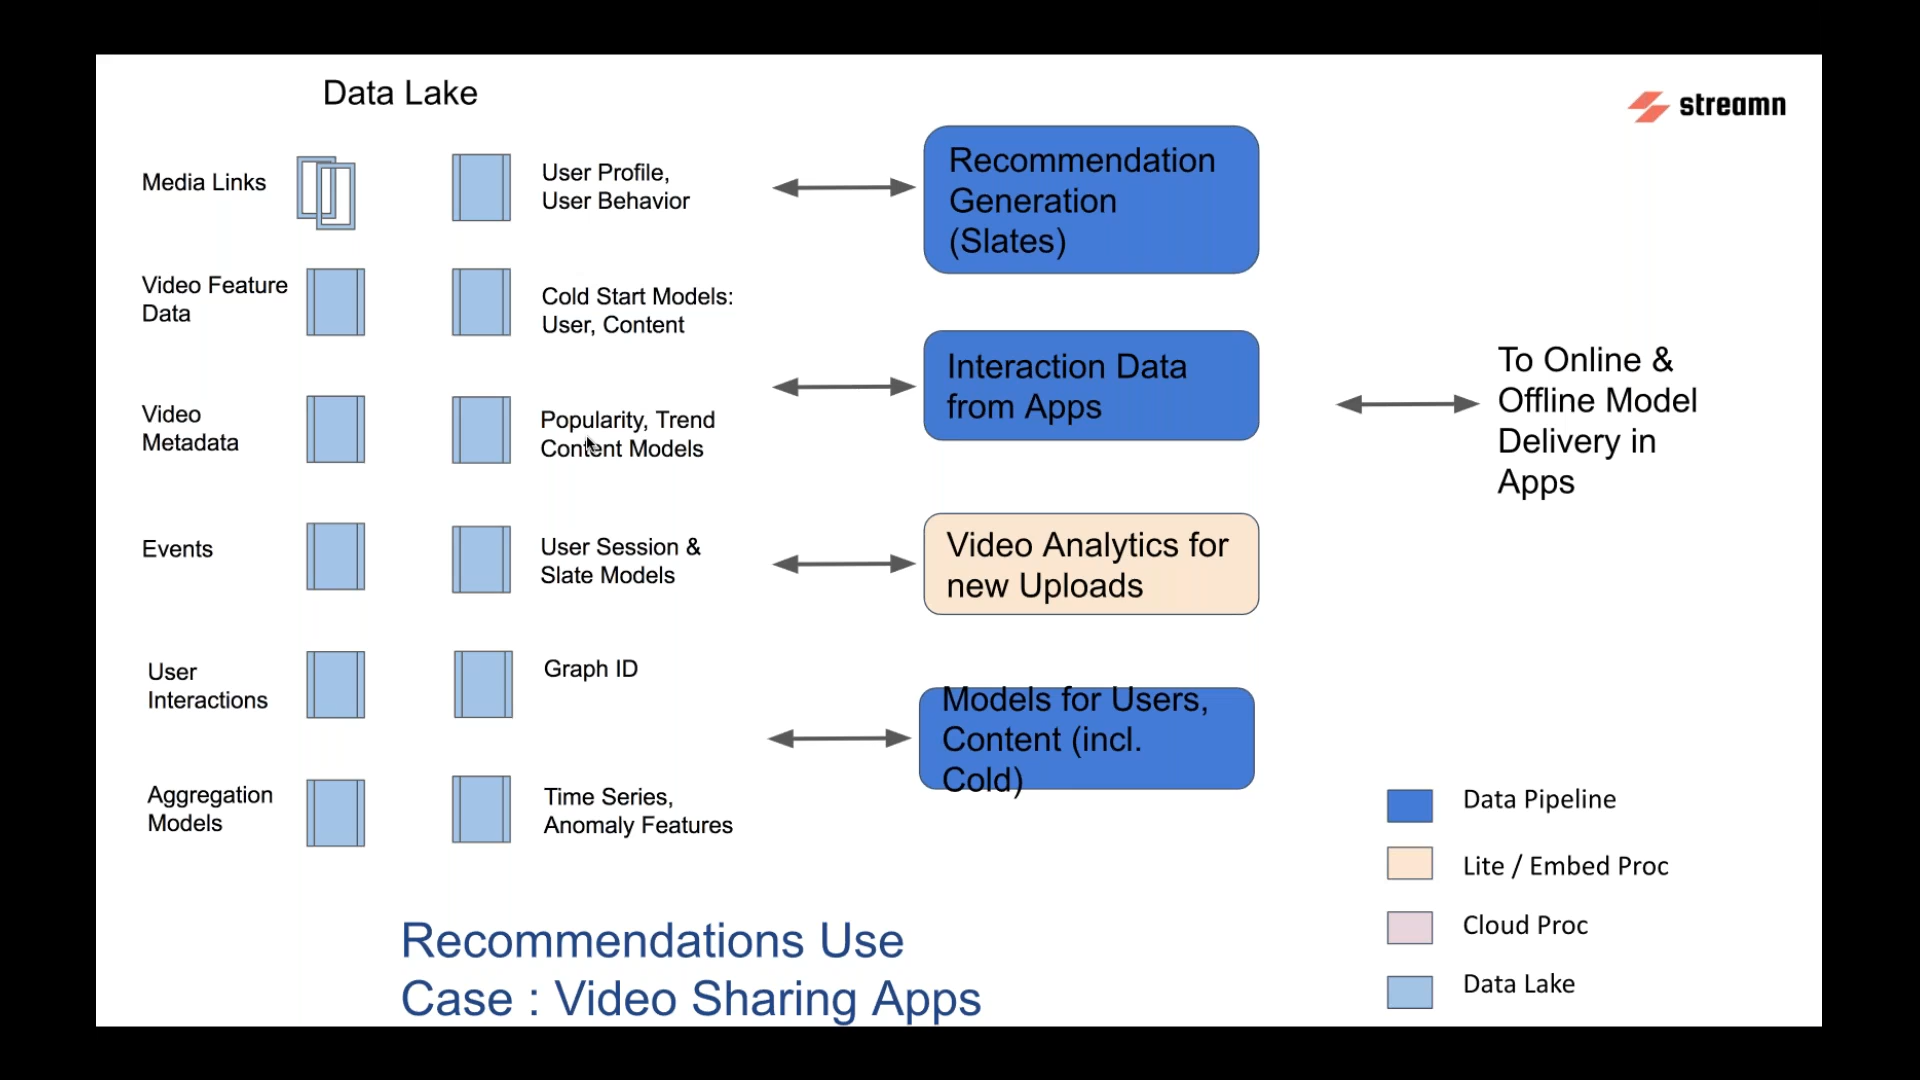 Data Lake
streamn
Media Links
User Profile,
User Behavior
Recommendation
Generation
(Slates)
Video Feature
Data
Cold Start Models:
User, Content
Interaction Data
from Apps
To Online &
Offline Model
Delivery in
Apps
Video
Metadata
Popularity, Trend
Content Models
Events
User Session &
Slate Models
Video Analytics for
new Uploads
User
Interactions
Graph ID
Models for Users,
Content (incl.
Cold)
Aggregation
Models
Time Series,
Anomaly Features
Data Pipeline
Lite / Embed Proc
Cloud Proc
Data Lake
Recommendations Use
Case : Video Sharing Apps